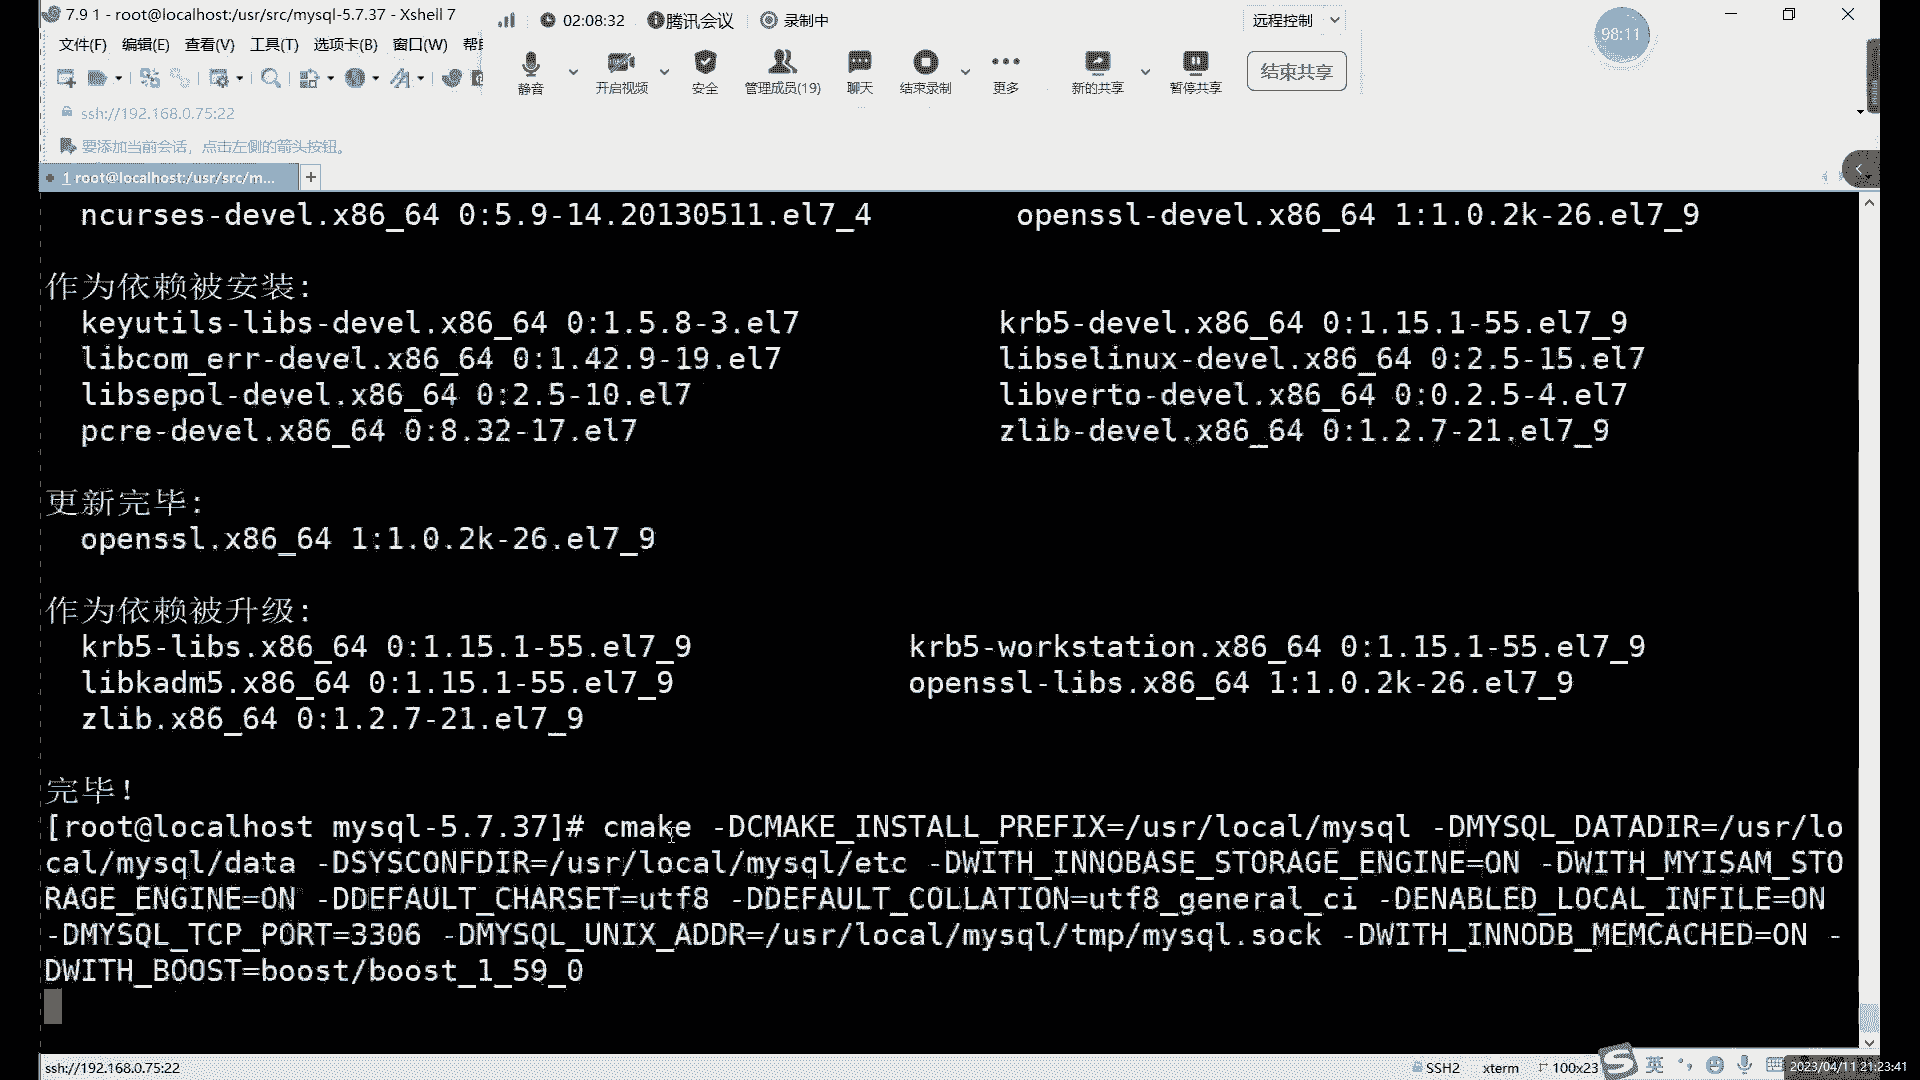 7.9 1 - root@localhost:/usr/src/mysql-5.7.37 - Xshell 7
02:08:32 腾讯会议 录制中
远程控制
98:11
文件(F) 编辑(E) 查看(V) 工具(T) 选项卡(B) 窗口(W)
静音 开启视频 安全 管理成员(19) 聊天 结束录制 更多 新的共享 暂停共享 结束共享
ssh://192.168.0.75:22
要添加当前会话，点击左侧的箭头按钮。
1 root@localhost:/usr/src/m... +
ncurses-devel.x86_64 0:5.9-14.20130511.el7_4 openssl-devel.x86_64 1:1.0.2k-26.el7_9
作为依赖被安装:
keyutils-libs-devel.x86_64 0:1.5.8-3.el7 krb5-devel.x86_64 0:1.15.1-55.el7_9
libcom_err-devel.x86_64 0:1.42.9-19.el7 libselinux-devel.x86_64 0:2.5-15.el7
libsepol-devel.x86_64 0:2.5-10.el7 libverto-devel.x86_64 0:0.2.5-4.el7
pcre-devel.x86_64 0:8.32-17.el7 zlib-devel.x86_64 0:1.2.7-21.el7_9
更新完毕:
openssl.x86_64 1:1.0.2k-26.el7_9
作为依赖被升级:
krb5-libs.x86_64 0:1.15.1-55.el7_9 krb5-workstation.x86_64 0:1.15.1-55.el7_9
libkadm5.x86_64 0:1.15.1-55.el7_9 openssl-libs.x86_64 1:1.0.2k-26.el7_9
zlib.x86_64 0:1.2.7-21.el7_9
完毕!
[root@localhost mysql-5.7.37]# cmake -DCMAKE_INSTALL_PREFIX=/usr/local/mysql -DMYSQL_DATADIR=/usr/lo
cal/mysql/data -DSYSCONFDIR=/usr/local/mysql/etc -DWITH_INNOBASE_STORAGE_ENGINE=ON -DWITH_MYISAM_STO
RAGE_ENGINE=ON -DDEFAULT_CHARSET=utf8 -DDEFAULT_COLLATION=utf8_general_ci -DENABLED_LOCAL_INFILE=ON
-DMYSQL_TCP_PORT=3306 -DMYSQL_UNIX_ADDR=/usr/local/mysql/tmp/mysql.sock -DWITH_INNODB_MEMCACHED=ON -
DWITH_BOOST=boost/boost_1_59_0
ssh://192.168.0.75:22 SSH2 xterm 100x23 英 2023/04/11 21:23:41